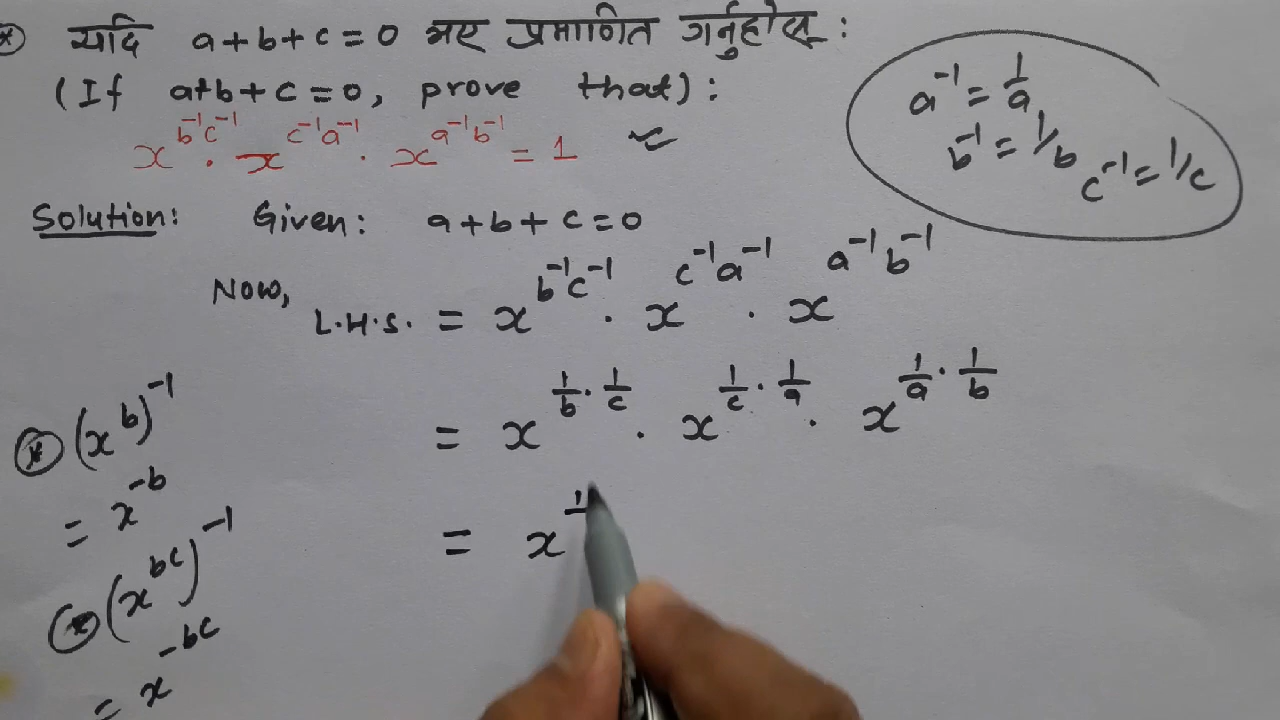 * यदि a+b+c=0 भए प्रमाणित गर्नुहोस् :
(If a+b+c=0, prove that):
x^{b⁻¹c⁻¹} · x^{c⁻¹a⁻¹} · x^{a⁻¹b⁻¹} = 1
a⁻¹ = 1/a
b⁻¹ = 1/b
c⁻¹ = 1/c
Solution: Given: a+b+c=0
Now,
L.H.S. = x^{b⁻¹c⁻¹} · x^{c⁻¹a⁻¹} · x^{a⁻¹b⁻¹}
= x^{1/b · 1/c} · x^{1/c · 1/a} · x^{1/a · 1/b}
= x^{1/
* (x^b)⁻¹
= x^{-b}
* (x^{bc})⁻¹
= x^{-bc}